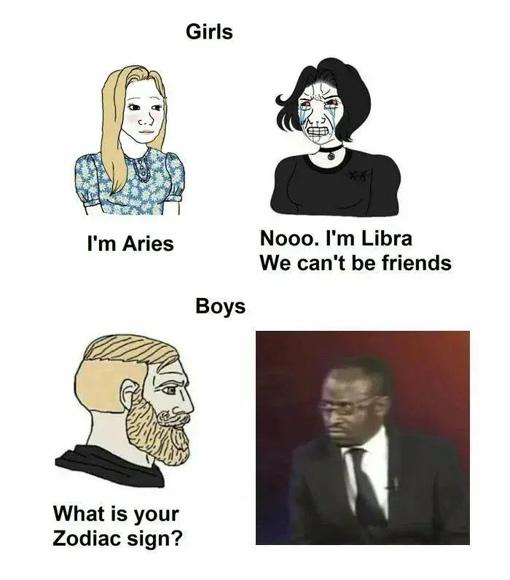 Girls
I'm Aries
Nooo. I'm Libra
We can't be friends
Boys
What is your
Zodiac sign?